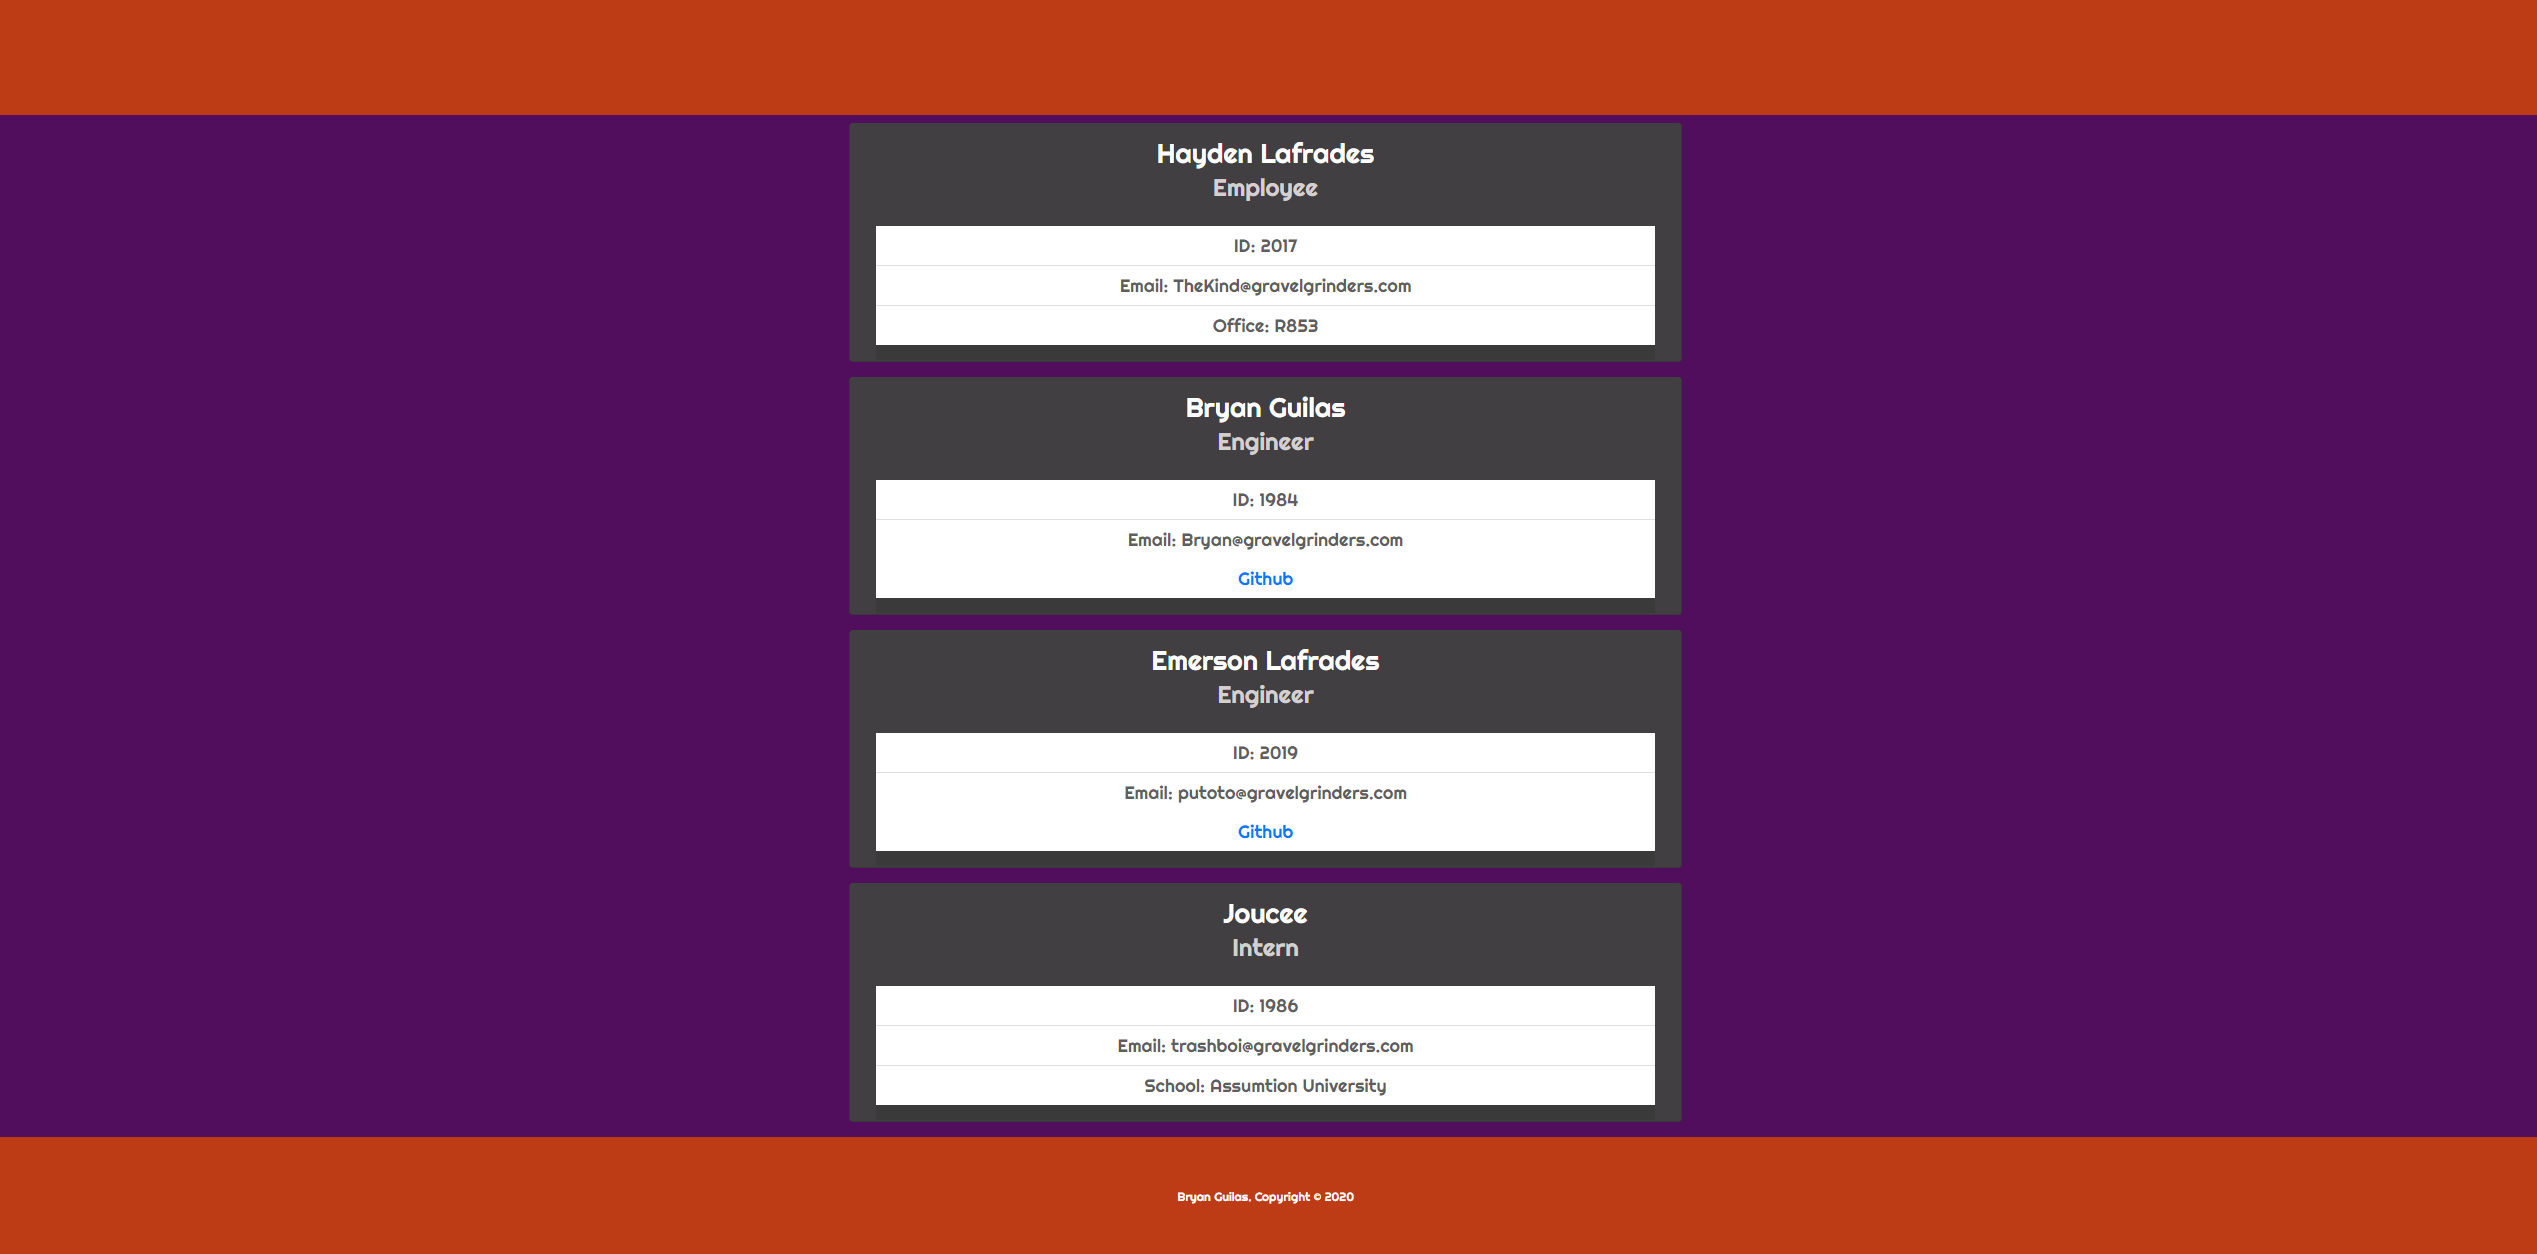 Hayden Lafrades
Employee
ID: 2017
Email: TheKind@gravelgrinders.com
Office: R853
Bryan Guilas
Engineer
ID: 1984
Email: Bryan@gravelgrinders.com
Github
Emerson Lafrades
Engineer
ID: 2019
Email: putoto@gravelgrinders.com
Github
Joucee
Intern
ID: 1986
Email: trashboi@gravelgrinders.com
School: Assumtion University
Bryan Guilas, Copyright © 2020